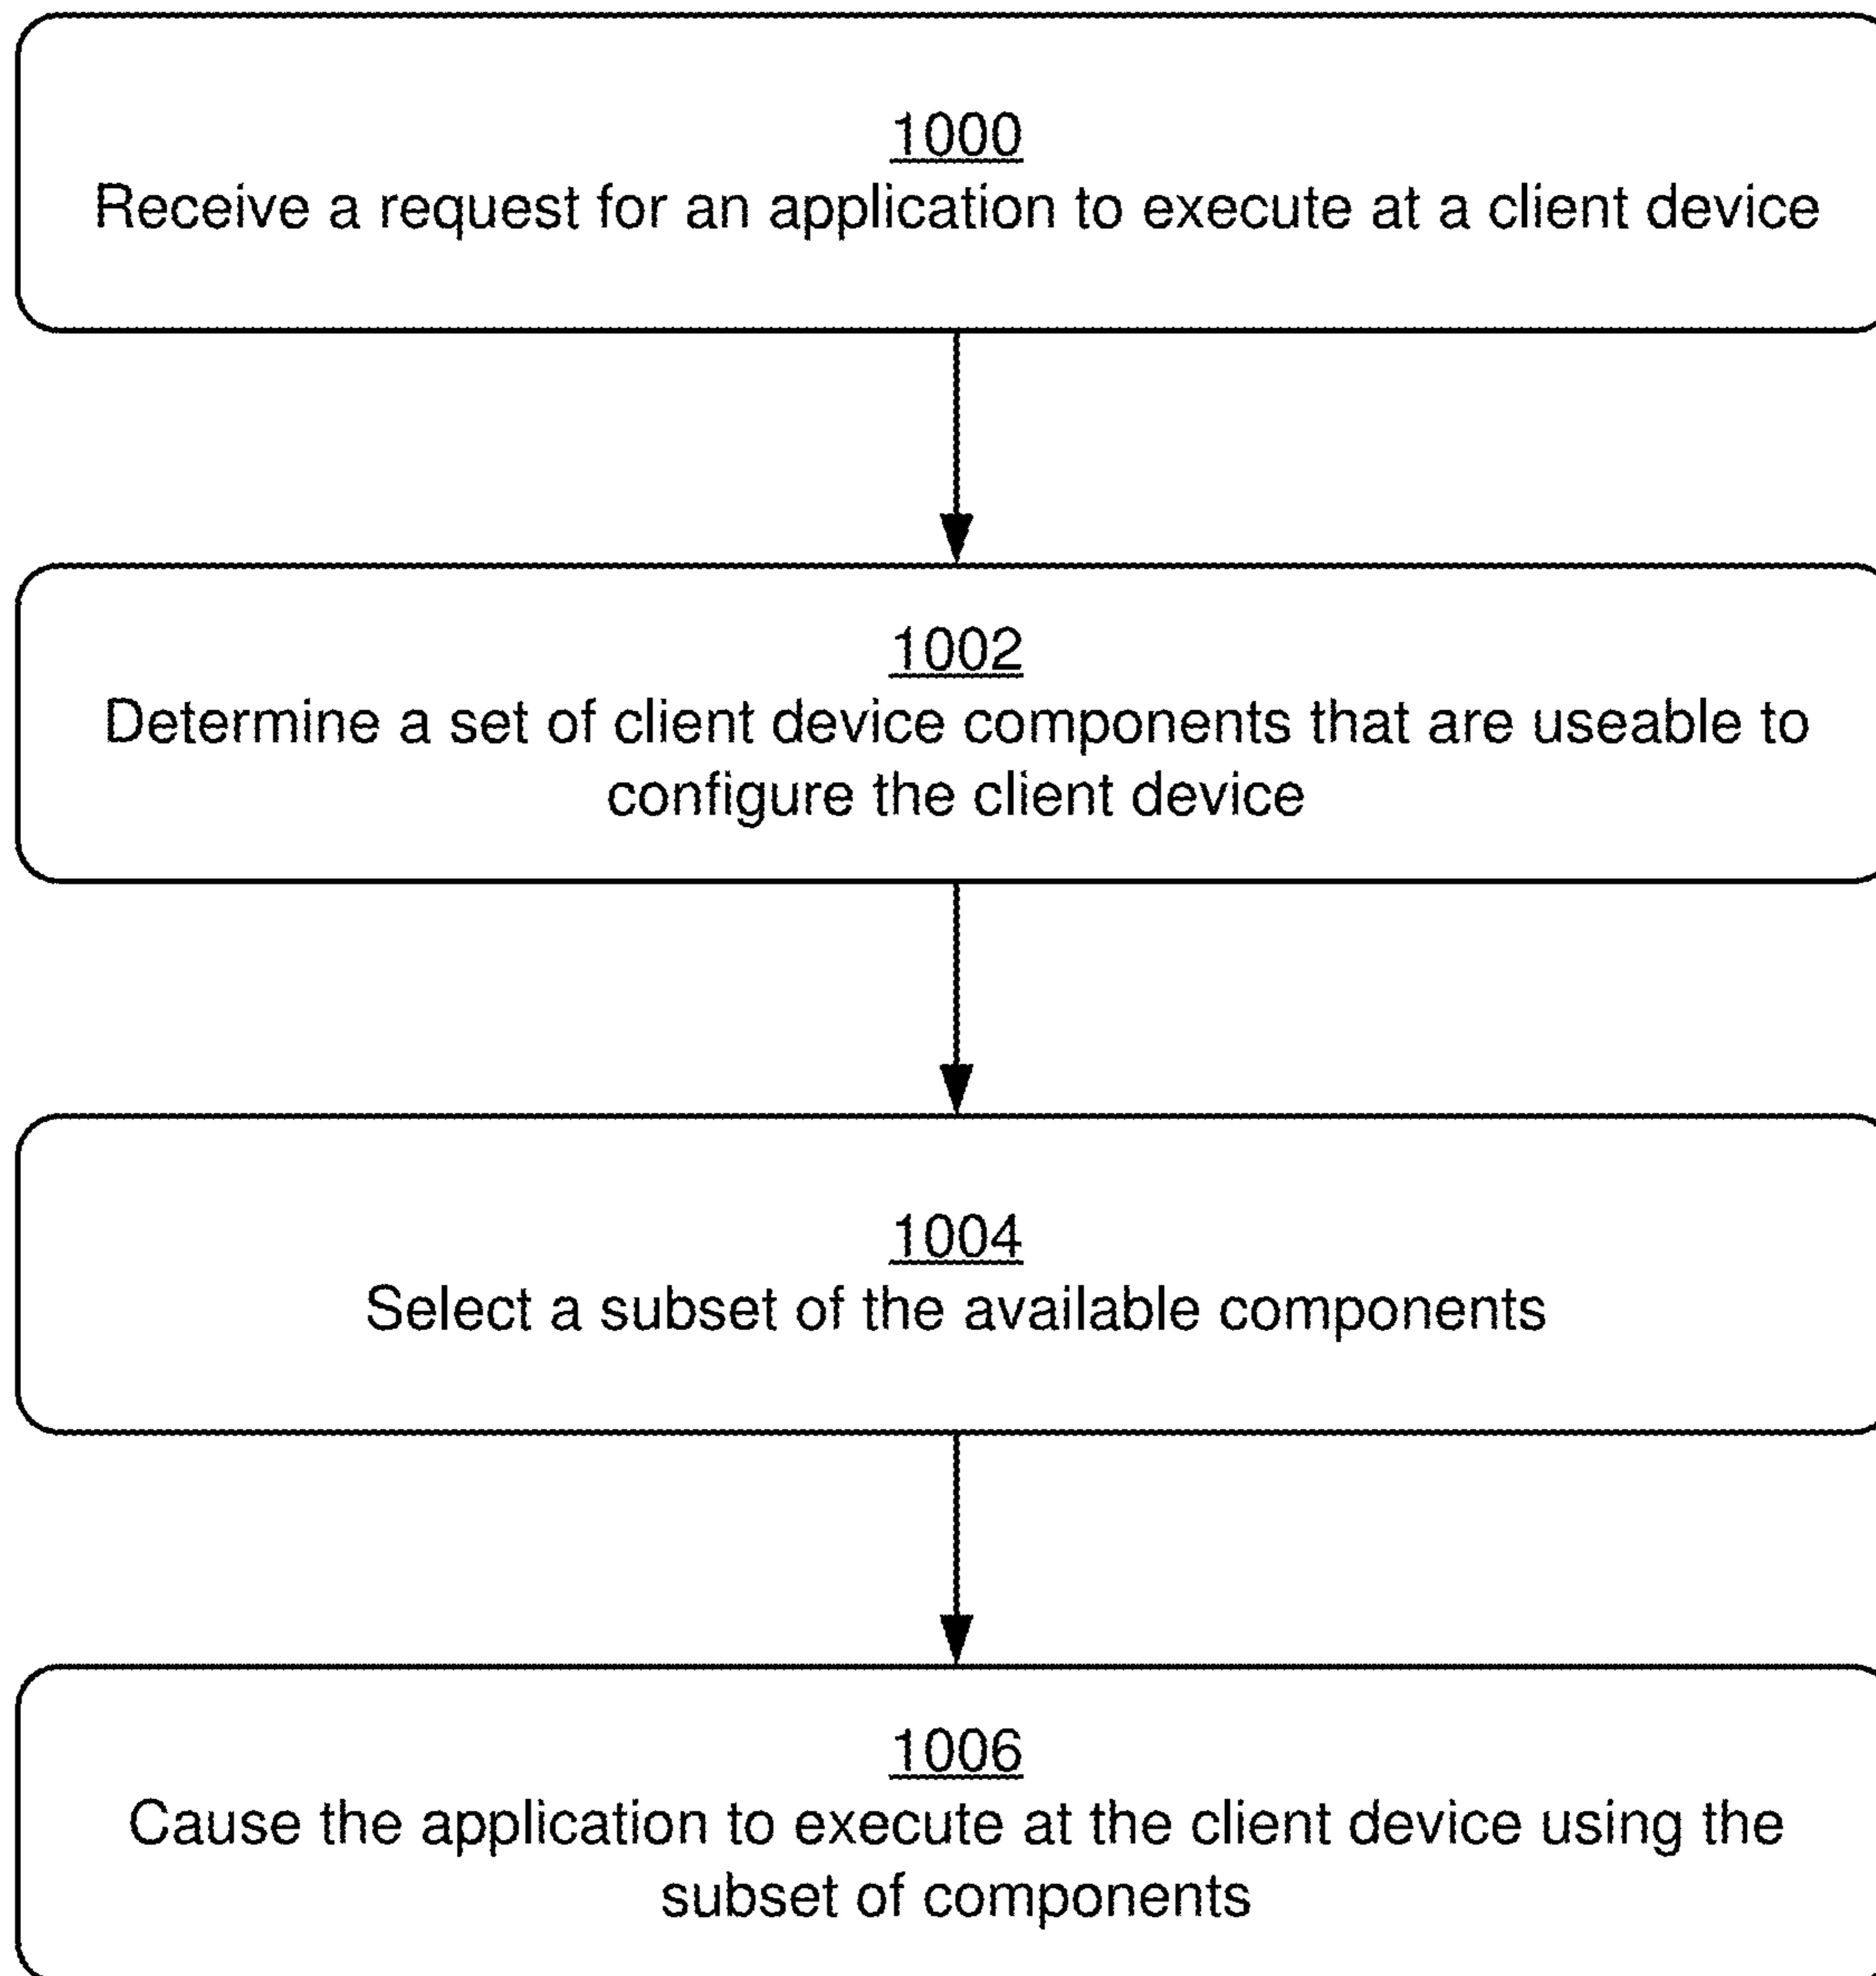 1000
Receive a request for an application to execute at a client device
1002
Determine a set of client device components that are useable to
configure the client device
1004
Select a subset of the available components
1006
Cause the application to execute at the client device using the
subset of components